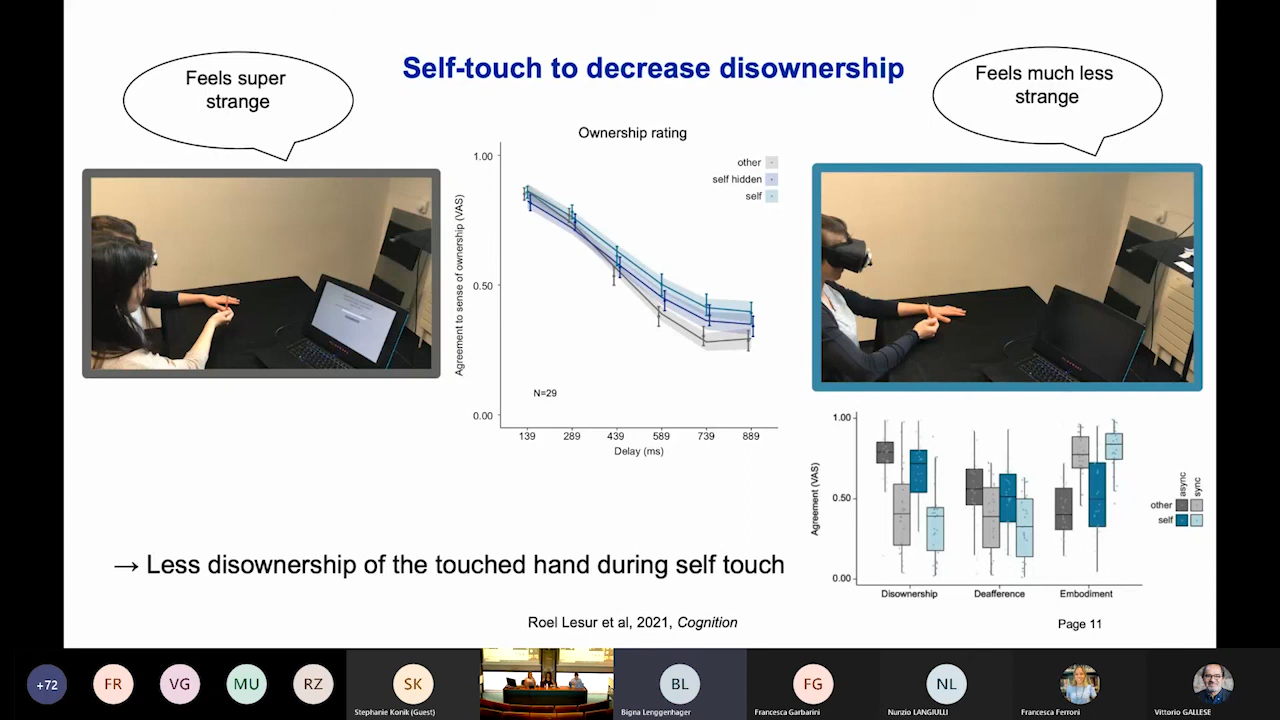 Self-touch to decrease disownership
Feels super
strange
Feels much less
strange
Ownership rating
1.00
0.50
0.00
Agreement to sense of ownership (VAS)
other
self hidden
self
N=29
139 289 439 589 739 889
Delay (ms)
1.00
0.50
0.00
Agreement (VAS)
Disownership Deafference Embodiment
async
sync
other
self
→ Less disownership of the touched hand during self touch
Roel Lesur et al, 2021, Cognition
Page 11
+72
FR
VG
MU
RZ
SK
Stephanie Konik (Guest)
BL
Bigna Lenggenhager
FG
Francesca Garbarini
NL
Nunzio LANGIULLI
Francesca Ferroni
Vittorio GALLESE